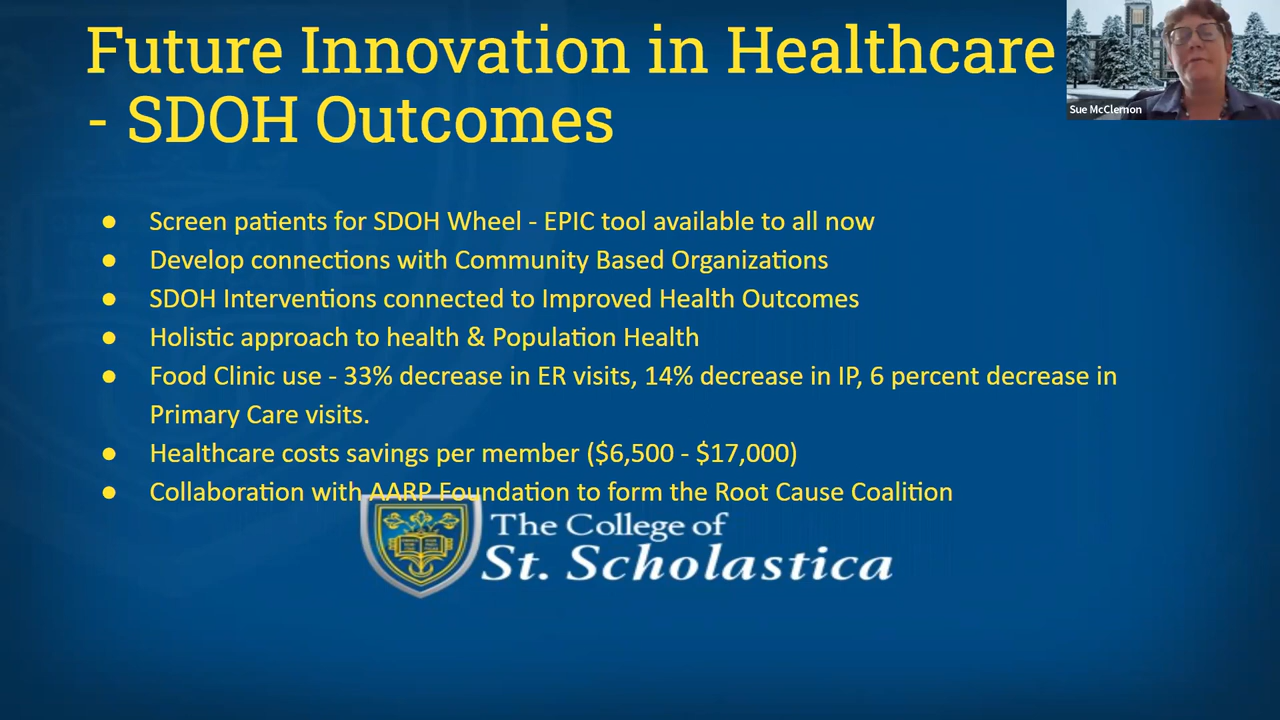 Future Innovation in Healthcare
- SDOH Outcomes
Sue McClernon
● Screen patients for SDOH Wheel - EPIC tool available to all now
● Develop connections with Community Based Organizations
● SDOH Interventions connected to Improved Health Outcomes
● Holistic approach to health & Population Health
● Food Clinic use - 33% decrease in ER visits, 14% decrease in IP, 6 percent decrease in
Primary Care visits.
● Healthcare costs savings per member ($6,500 - $17,000)
● Collaboration with AARP Foundation to form the Root Cause Coalition
The College of
St. Scholastica